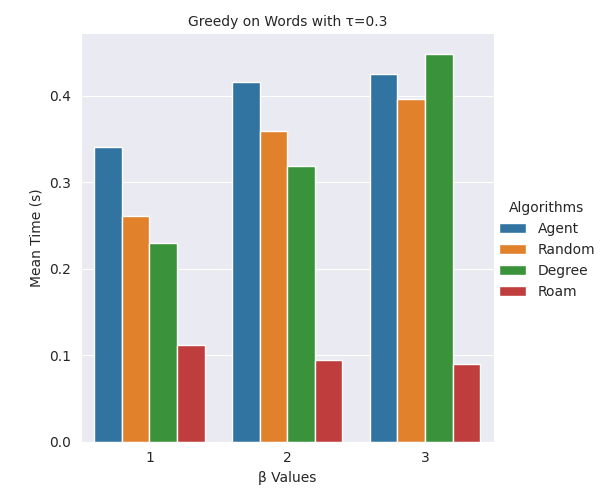 Greedy on Words with τ=0.3
Mean Time (s)
0.4
0.3
0.2
0.1
0.0
1
2
3
β Values
Algorithms
Agent
Random
Degree
Roam